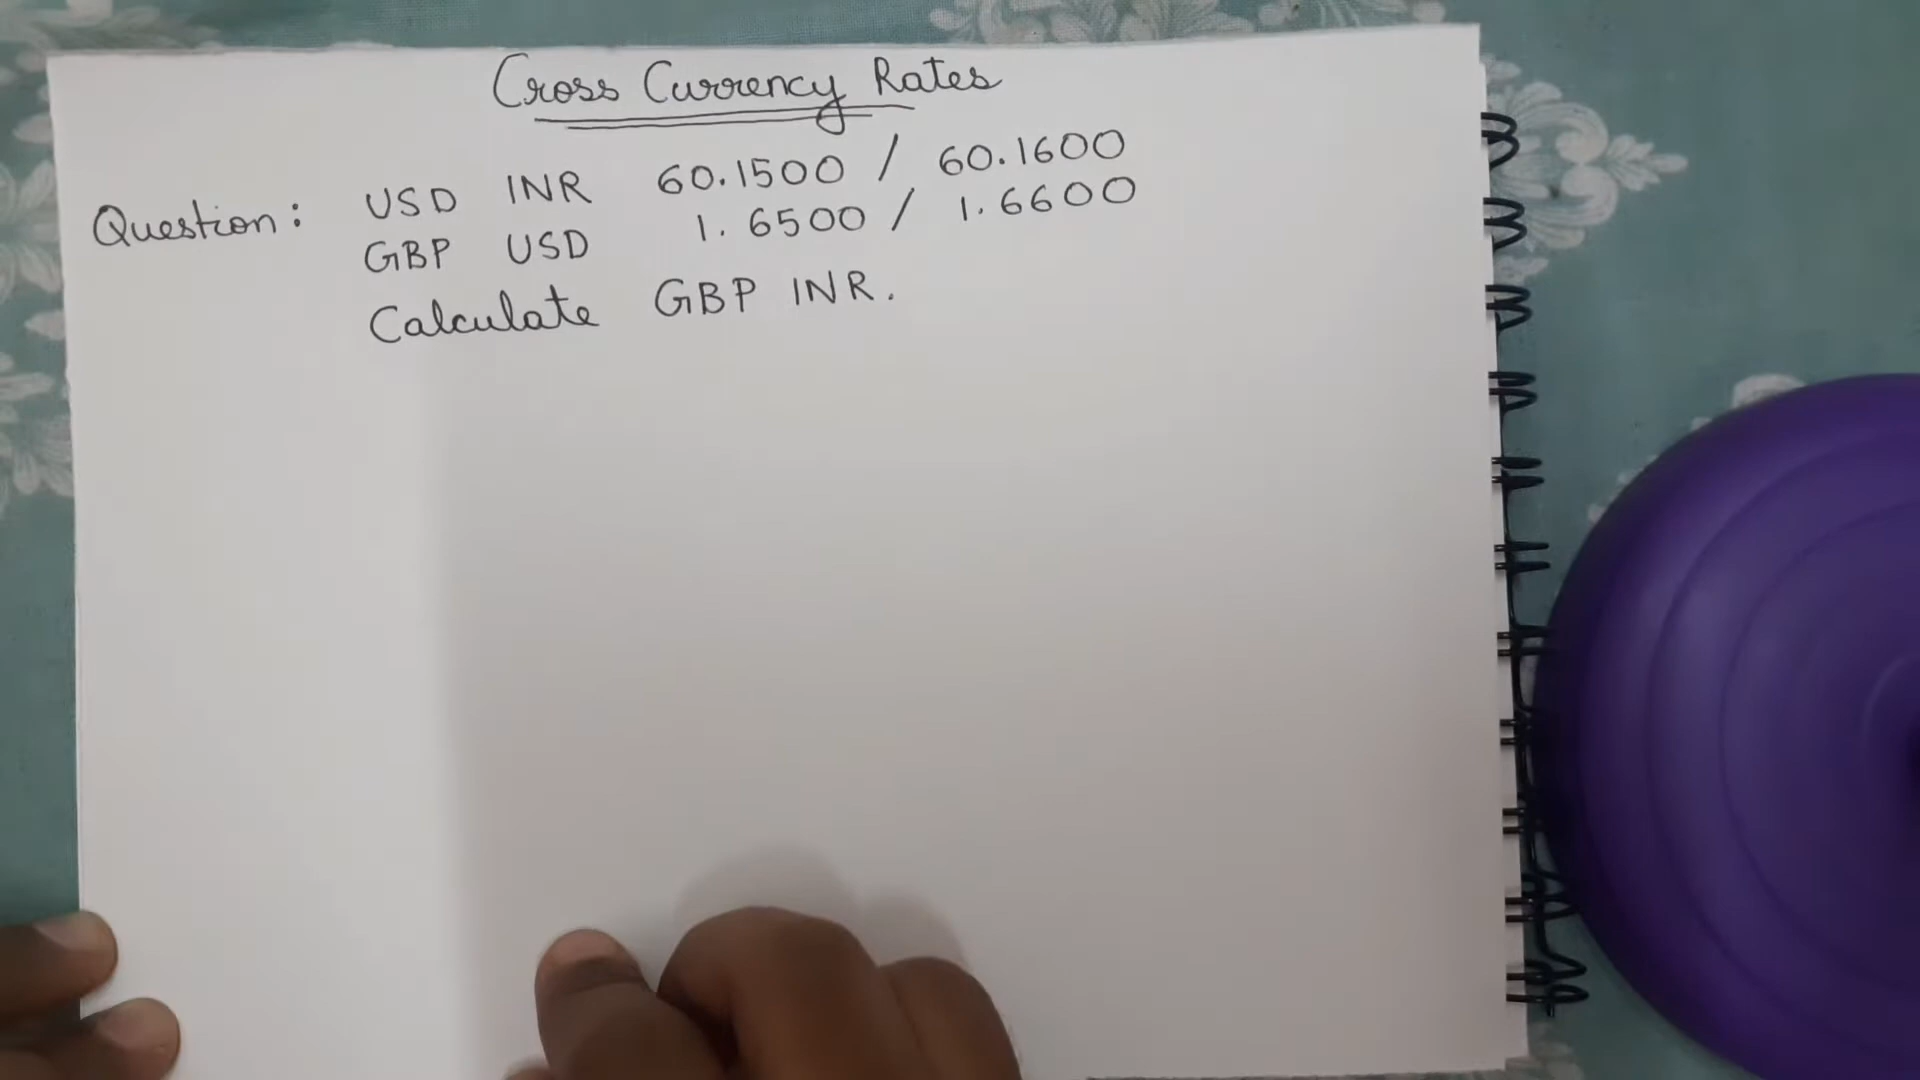 Cross Currency Rates
Question: USD INR 60.1500 / 60.1600
GBP USD 1.6500 / 1.6600
Calculate GBP INR.